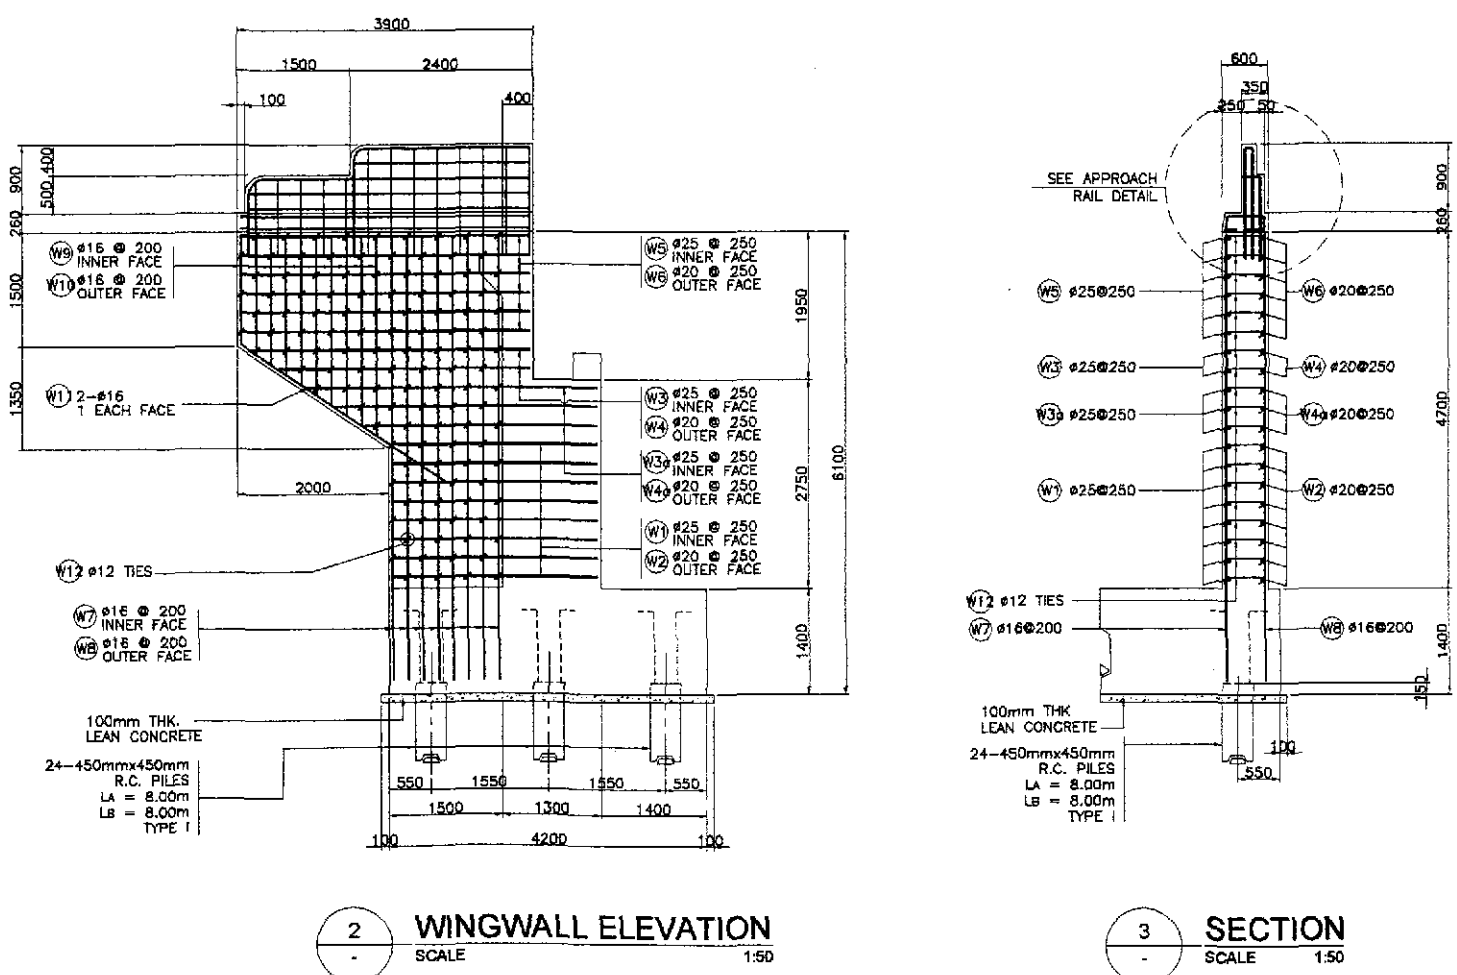 3900
1500
2400
100
400
900
400
500
260
1500
1350
W9 ø16 @ 200
INNER FACE
W10 ø16 @ 200
OUTER FACE
W11 2-ø16
1 EACH FACE
2000
W12 ø12 TIES
W7 ø16 @ 200
INNER FACE
W8 ø16 @ 200
OUTER FACE
100mm THK.
LEAN CONCRETE
24-450mmx450mm
R.C. PILES
LA = 8.00m
LB = 8.00m
TYPE I
W5 ø25 @ 250
INNER FACE
W6 ø20 @ 250
OUTER FACE
W3 ø25 @ 250
INNER FACE
W4 ø20 @ 250
OUTER FACE
W3a ø25 @ 250
INNER FACE
W4a ø20 @ 250
OUTER FACE
W1 ø25 @ 250
INNER FACE
W2 ø20 @ 250
OUTER FACE
1950
2750
6100
1400
550
1550
1550
550
1500
1300
1400
100
4200
100
2
-
WINGWALL ELEVATION
SCALE 1:50
600
350
250
50
SEE APPROACH
RAIL DETAIL
900
260
W5 ø25@250
W6 ø20@250
W3 ø25@250
W4 ø20@250
W3a ø25@250
W4a ø20@250
4700
W1 ø25@250
W2 ø20@250
W12 ø12 TIES
W7 ø16@200
W8 ø16@200
1400
150
100mm THK
LEAN CONCRETE
100
550
24-450mmx450mm
R.C. PILES
LA = 8.00m
LB = 8.00m
TYPE I
3
-
SECTION
SCALE 1:50